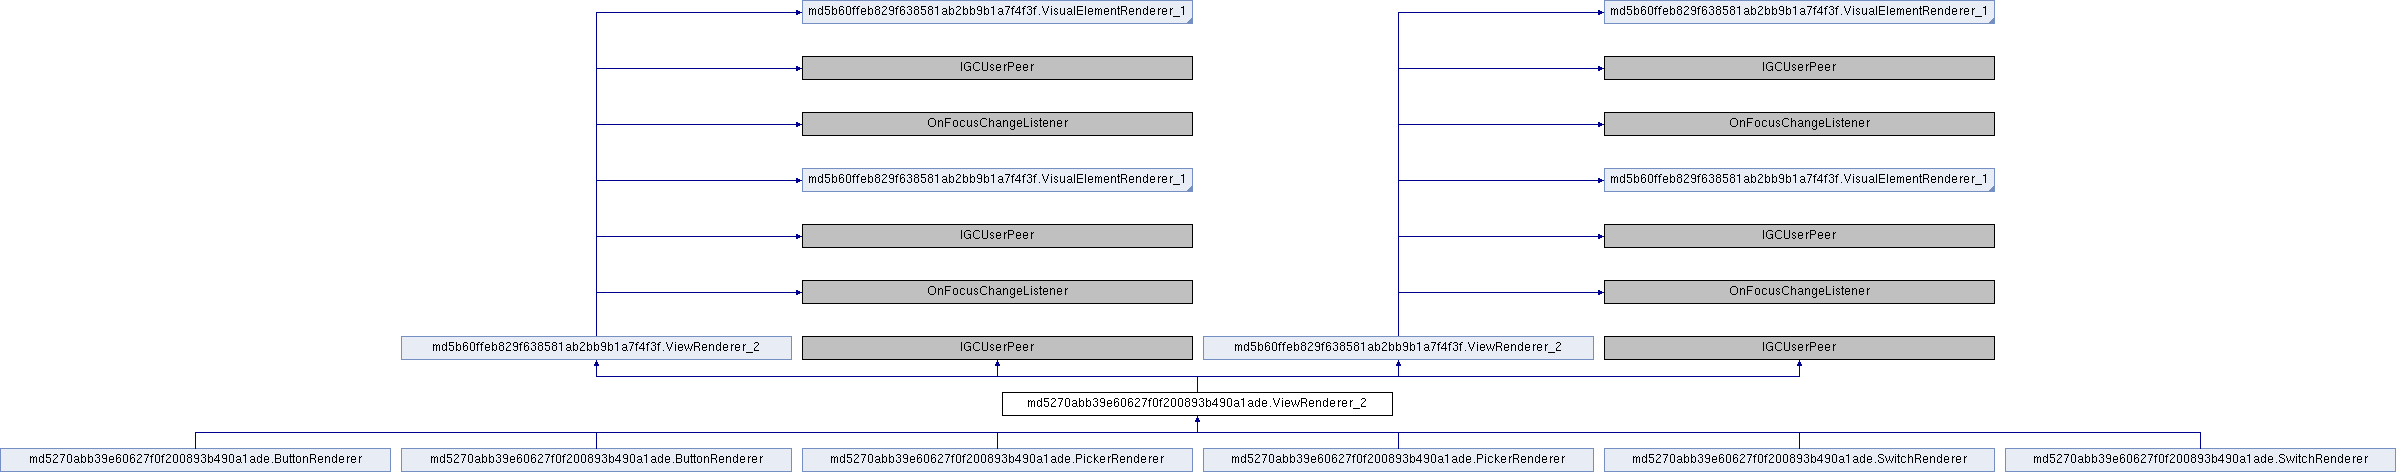 md5b60ffeb829f638581ab2bb9b1a7f4f3f.VisualElementRenderer_1
md5b60ffeb829f638581ab2bb9b1a7f4f3f.VisualElementRenderer_1
IGCUserPeer
IGCUserPeer
OnFocusChangeListener
OnFocusChangeListener
md5b60ffeb829f638581ab2bb9b1a7f4f3f.VisualElementRenderer_1
md5b60ffeb829f638581ab2bb9b1a7f4f3f.VisualElementRenderer_1
IGCUserPeer
IGCUserPeer
OnFocusChangeListener
OnFocusChangeListener
md5b60ffeb829f638581ab2bb9b1a7f4f3f.ViewRenderer_2
IGCUserPeer
md5b60ffeb829f638581ab2bb9b1a7f4f3f.ViewRenderer_2
IGCUserPeer
md5270abb39e60627f0f200893b490a1ade.ViewRenderer_2
md5270abb39e60627f0f200893b490a1ade.ButtonRenderer
md5270abb39e60627f0f200893b490a1ade.ButtonRenderer
md5270abb39e60627f0f200893b490a1ade.PickerRenderer
md5270abb39e60627f0f200893b490a1ade.PickerRenderer
md5270abb39e60627f0f200893b490a1ade.SwitchRenderer
md5270abb39e60627f0f200893b490a1ade.SwitchRenderer